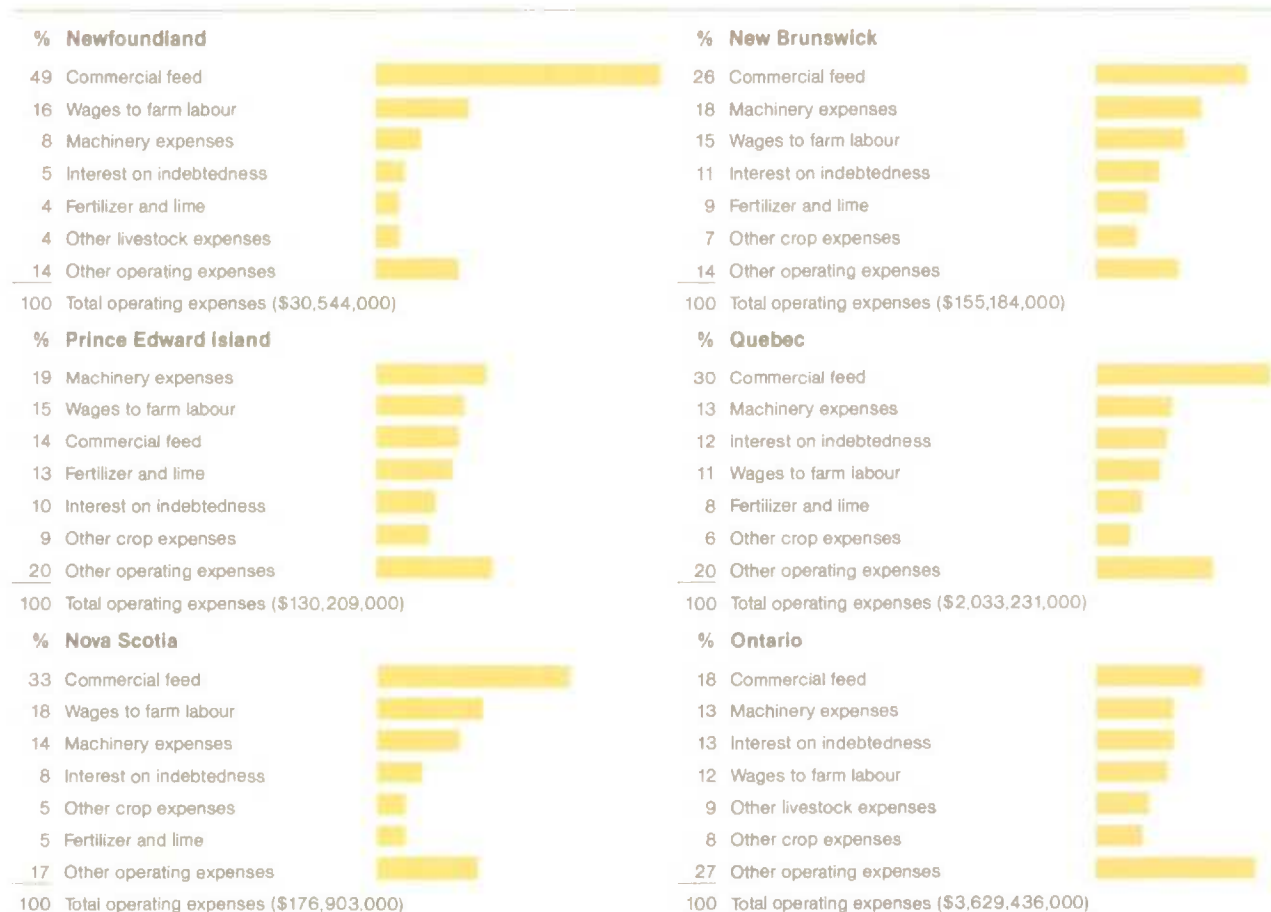 % Newfoundland
49 Commercial feed
16 Wages to farm labour
8 Machinery expenses
5 Interest on indebtedness
4 Fertilizer and lime
4 Other livestock expenses
14 Other operating expenses
100 Total operating expenses ($30,544,000)
% Prince Edward Island
19 Machinery expenses
15 Wages to farm labour
14 Commercial feed
13 Fertilizer and lime
10 Interest on indebtedness
9 Other crop expenses
20 Other operating expenses
100 Total operating expenses ($130,209,000)
% Nova Scotia
33 Commercial feed
18 Wages to farm labour
14 Machinery expenses
8 Interest on indebtedness
5 Other crop expenses
5 Fertilizer and lime
17 Other operating expenses
100 Total operating expenses ($176,903,000)
% New Brunswick
26 Commercial feed
18 Machinery expenses
15 Wages to farm labour
11 Interest on indebtedness
9 Fertilizer and lime
7 Other crop expenses
14 Other operating expenses
100 Total operating expenses ($155,184,000)
% Quebec
30 Commercial feed
13 Machinery expenses
12 Interest on indebtedness
11 Wages to farm labour
8 Fertilizer and lime
6 Other crop expenses
20 Other operating expenses
100 Total operating expenses ($2,033,231,000)
% Ontario
18 Commercial feed
13 Machinery expenses
13 Interest on indebtedness
12 Wages to farm labour
9 Other livestock expenses
8 Other crop expenses
27 Other operating expenses
100 Total operating expenses ($3,629,436,000)